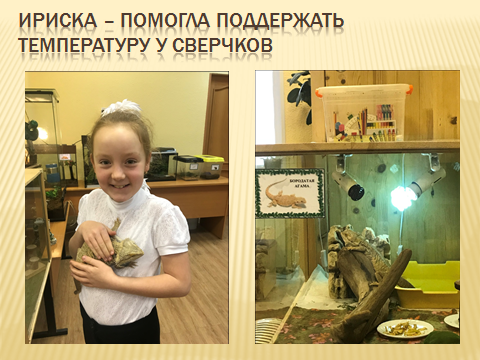 ИРИСКА – ПОМОГЛА ПОДДЕРЖАТЬ
ТЕМПЕРАТУРУ У СВЕРЧКОВ
БОРОДАТАЯ
АГАМА